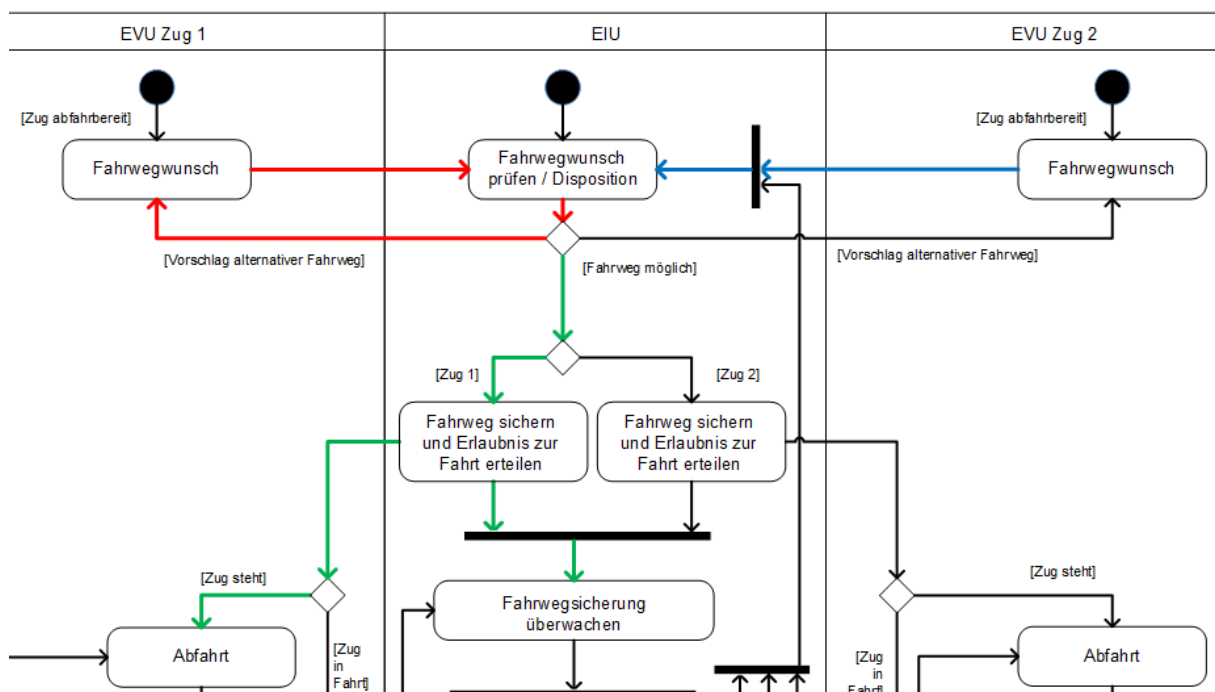 EVU Zug 1
EIU
EVU Zug 2
[Zug abfahrbereit]
[Zug abfahrbereit]
Fahrwegwunsch
Fahrwegwunsch
prüfen / Disposition
Fahrwegwunsch
[Vorschlag alternativer Fahrweg]
[Fahrweg möglich]
[Vorschlag alternativer Fahrweg]
[Zug 1]
[Zug 2]
Fahrweg sichern
und Erlaubnis zur
Fahrt erteilen
Fahrweg sichern
und Erlaubnis zur
Fahrt erteilen
[Zug steht]
[Zug steht]
Fahrwegsicherung
überwachen
Abfahrt
[Zug
in
Fahrt]
[Zug
in
Fahrt]
Abfahrt